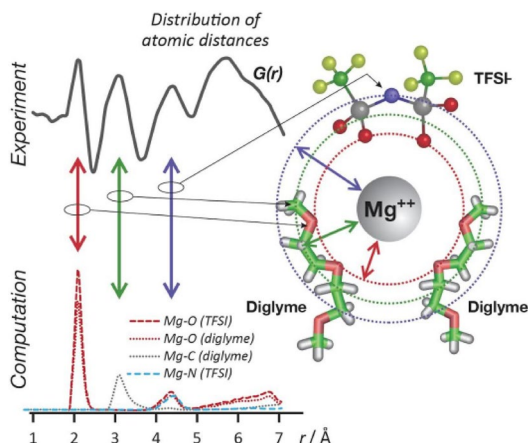 Distribution of
atomic distances
G(r)
Experiment
TFSI-
Mg++
Diglyme
Diglyme
Computation
Mg-O (TFSI)
Mg-O (diglyme)
Mg-C (diglyme)
Mg-N (TFSI)
1 2 3 4 5 6 7
r / Å